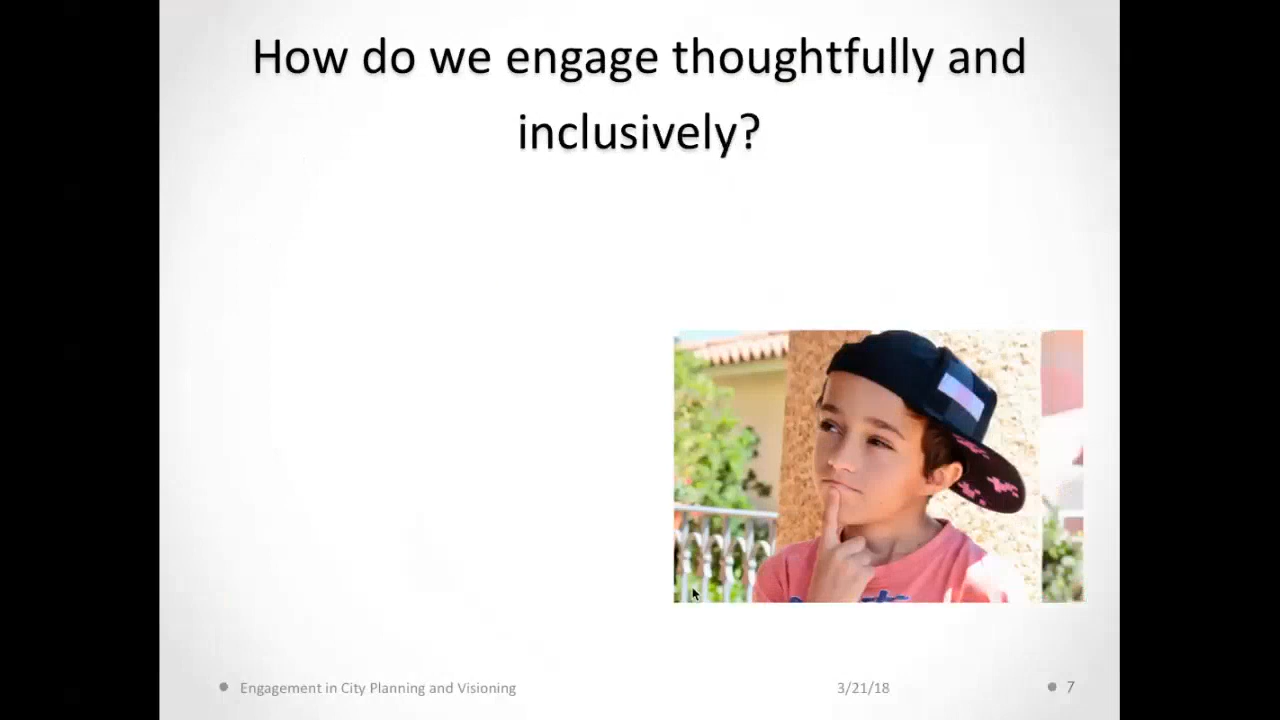 How do we engage thoughtfully and
inclusively?
Engagement in City Planning and Visioning
3/21/18
7